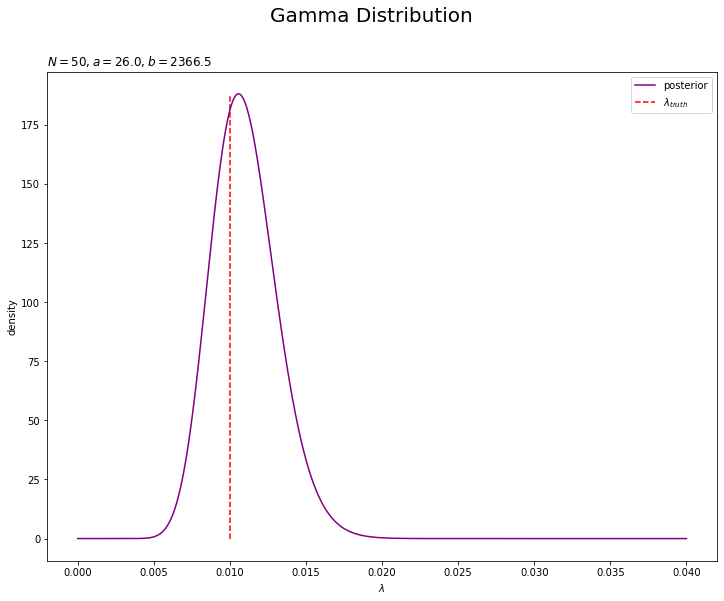 Gamma Distribution
N = 50, a = 26.0, b = 2366.5
posterior
λtruth
175
150
125
100
75
50
25
0
density
0.000 0.005 0.010 0.015 0.020 0.025 0.030 0.035 0.040
λ